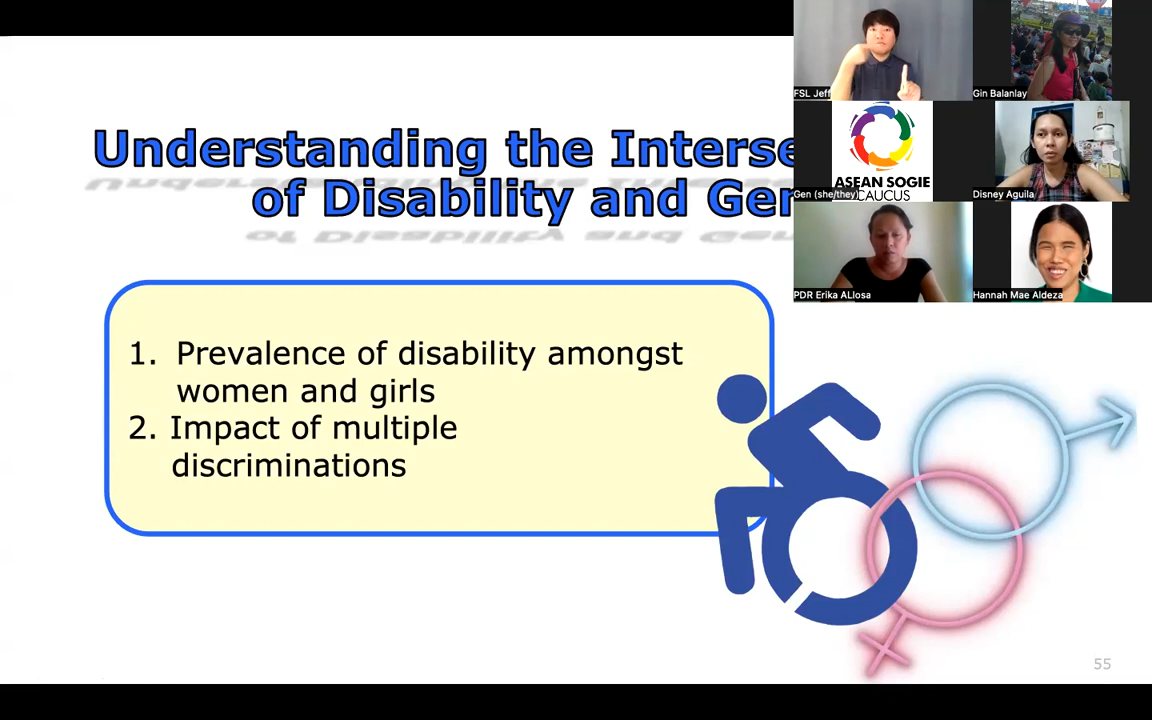 Understanding the Interse
of Disability and Gen
1. Prevalence of disability amongst
women and girls
2. Impact of multiple
discriminations
55
FSL Jeff
Gin Balanlay
ASEAN SOGIE
CAUCUS
Gen (she/they)
Disney Aguila
PDR Erika ALlosa
Hannah Mae Aldeza